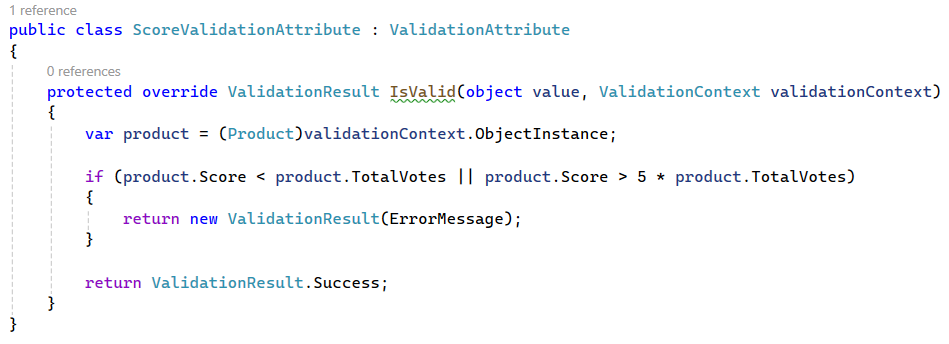 1 reference
public class ScoreValidationAttribute : ValidationAttribute
{
0 references
protected override ValidationResult IsValid(object value, ValidationContext validationContext)
{
var product = (Product)validationContext.ObjectInstance;
if (product.Score < product.TotalVotes || product.Score > 5 * product.TotalVotes)
{
return new ValidationResult(ErrorMessage);
}
return ValidationResult.Success;
}
}